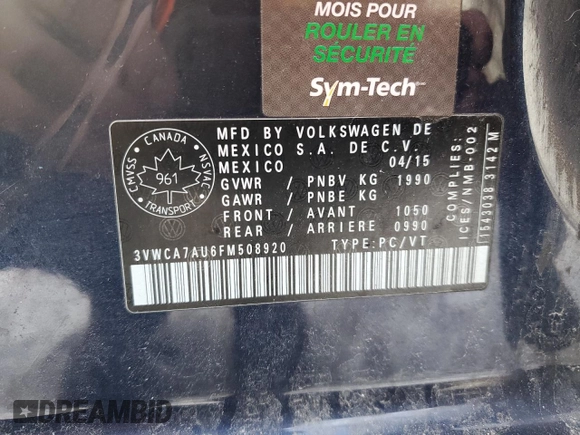 MOIS POUR
ROULER EN
SÉCURITÉ
Sym-Tech
CANADA
CMVSS
NSVAC
961
TRANSPORT
MFD BY VOLKSWAGEN DE
MEXICO S.A. DE C.V.
MEXICO 04/15
GVWR / PNBV KG 1990
GAWR / PNBE KG
FRONT / AVANT 1050
REAR / ARRIERE 0990
3VWCA7AU6FM508920 TYPE:PC/VT
COMPLIES:
ICES/NMB-002
1543038 3142 M
DREAMBID